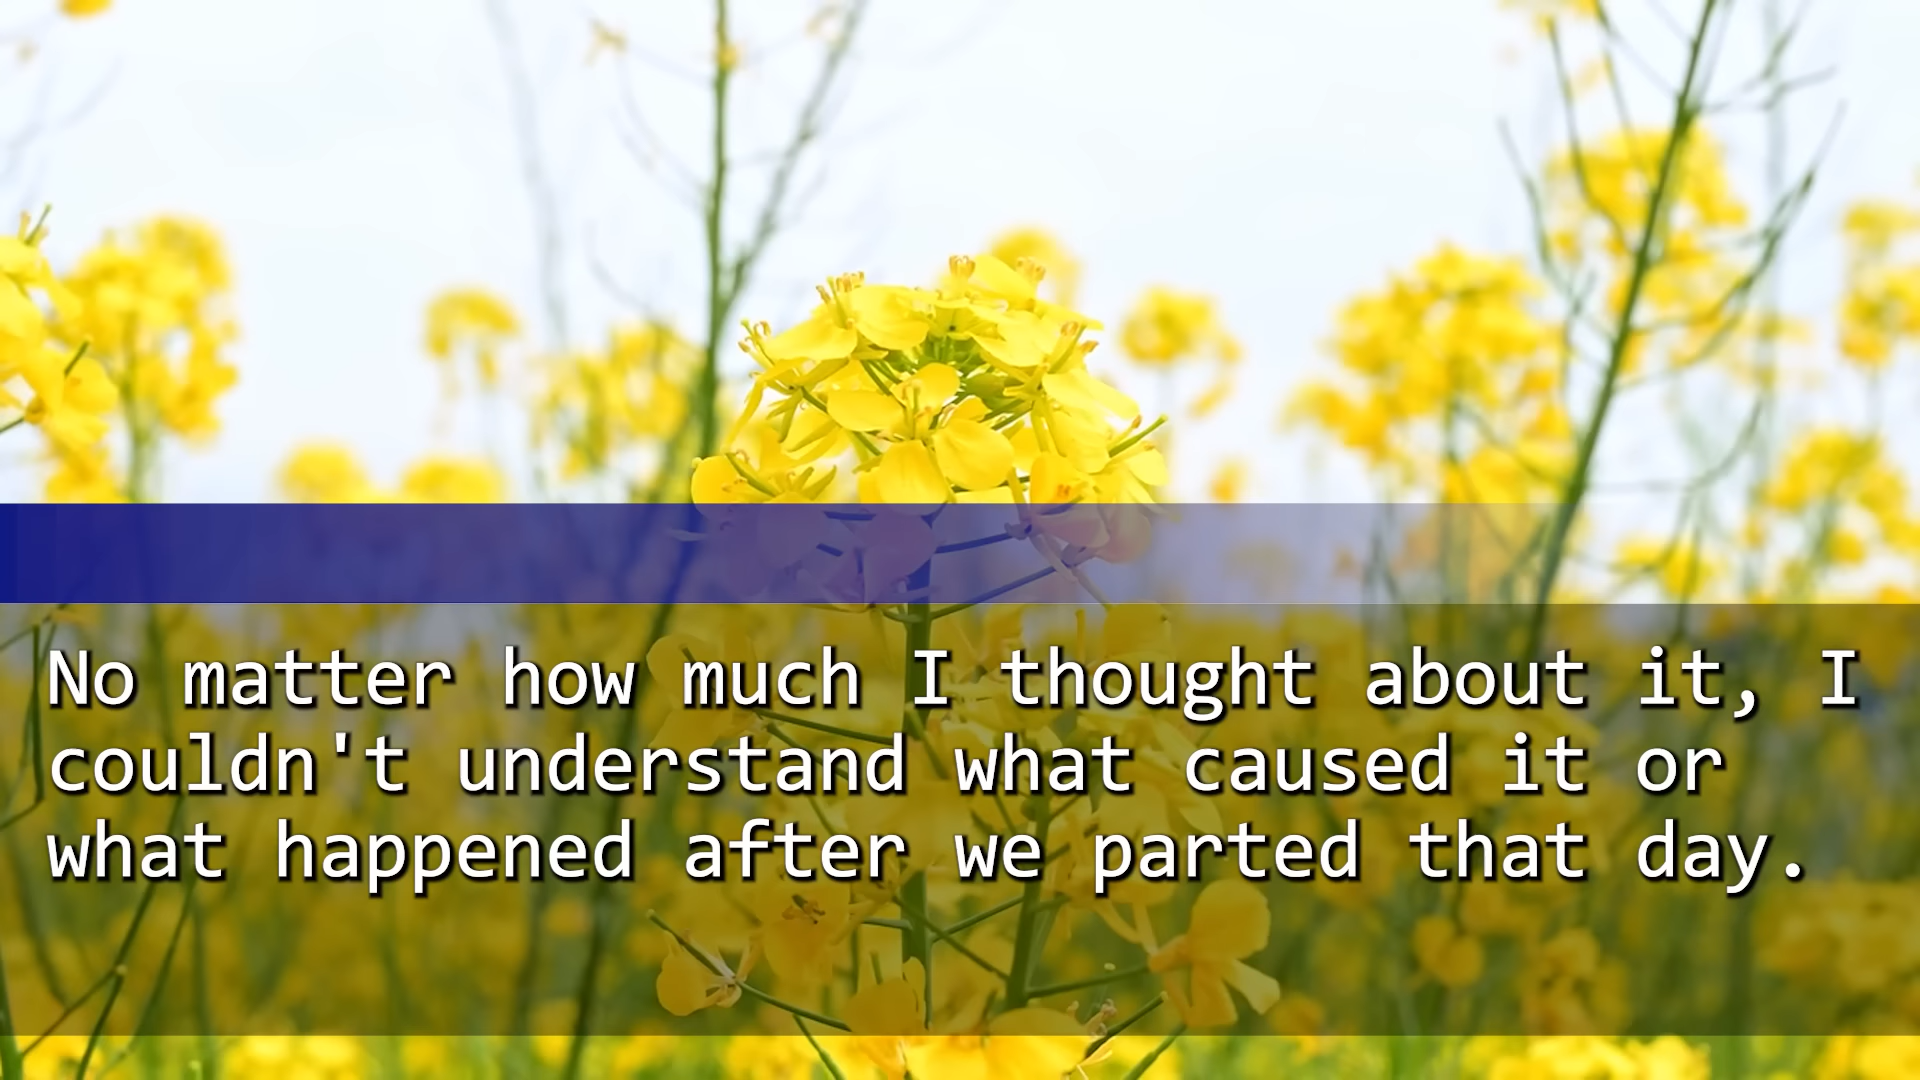 No matter how much I thought about it, I
couldn't understand what caused it or
what happened after we parted that day.